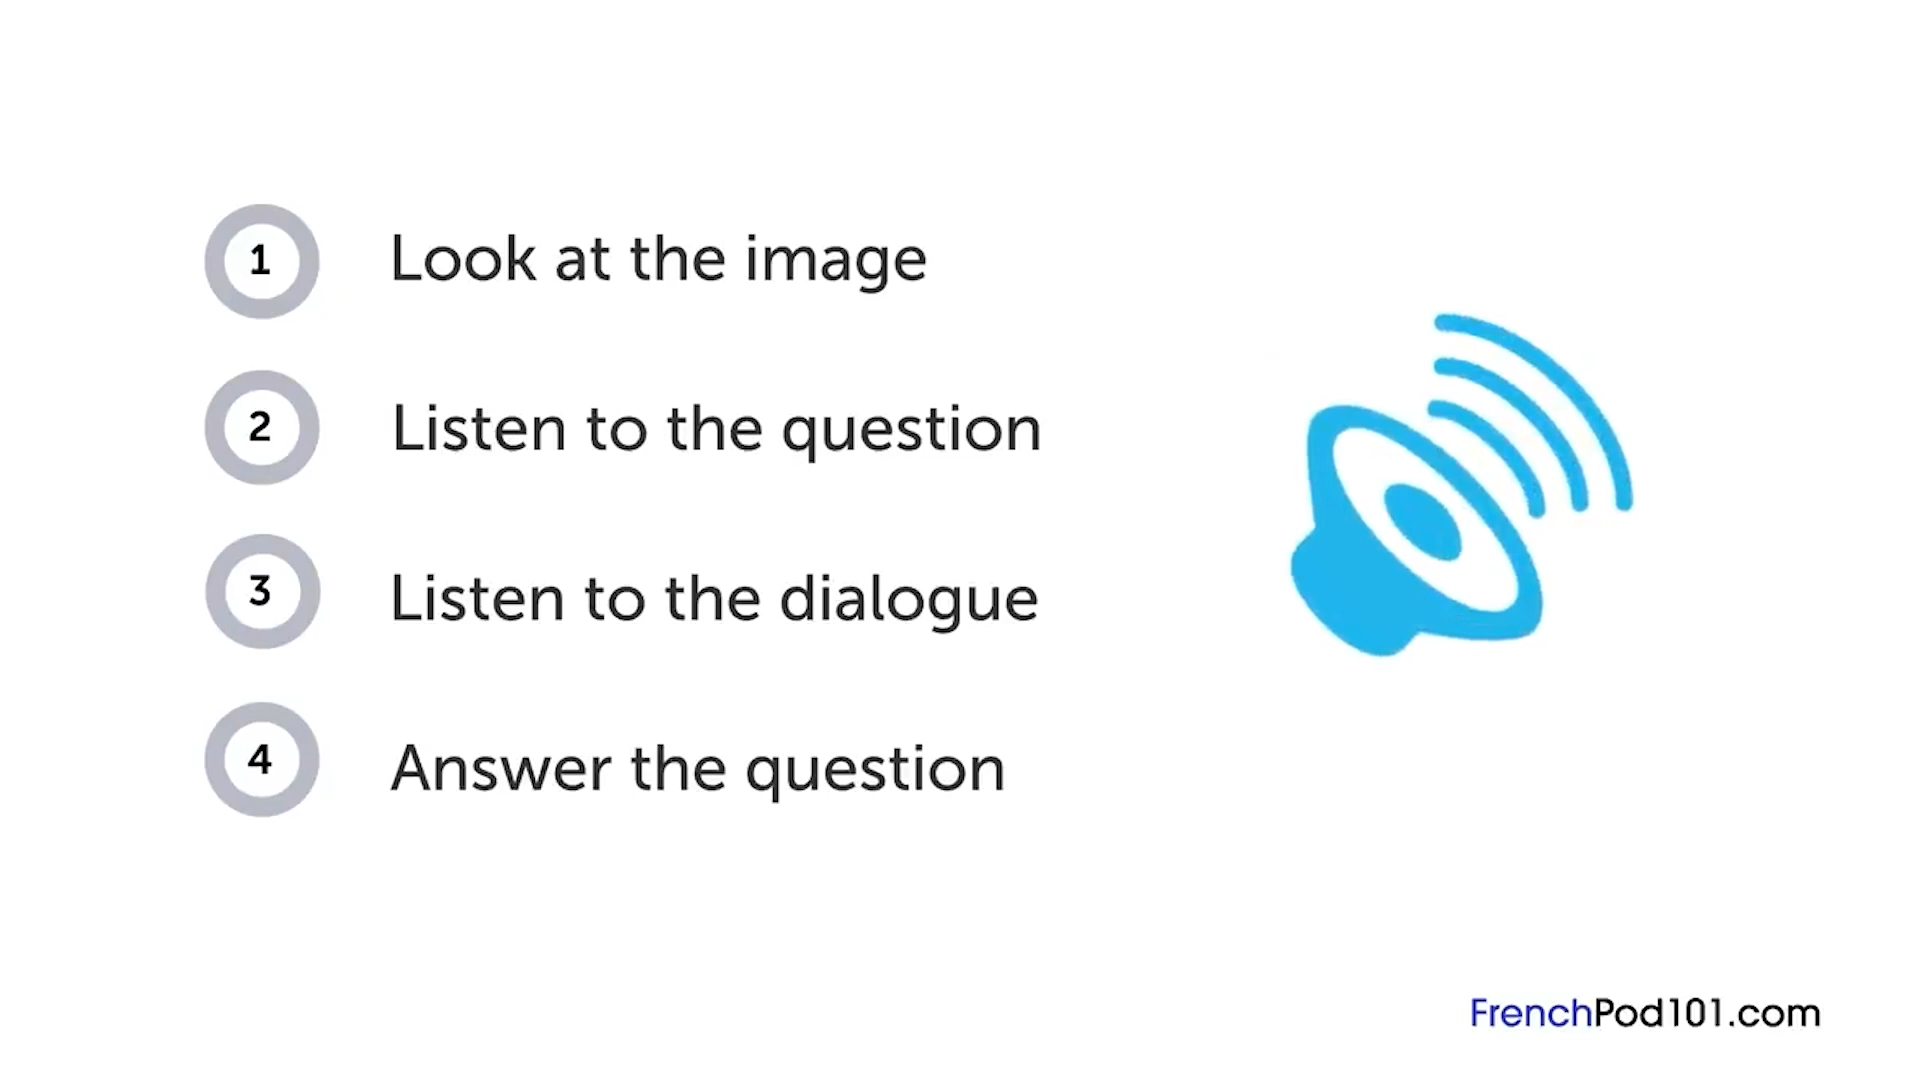 1 Look at the image
2 Listen to the question
3 Listen to the dialogue
4 Answer the question
FrenchPod101.com